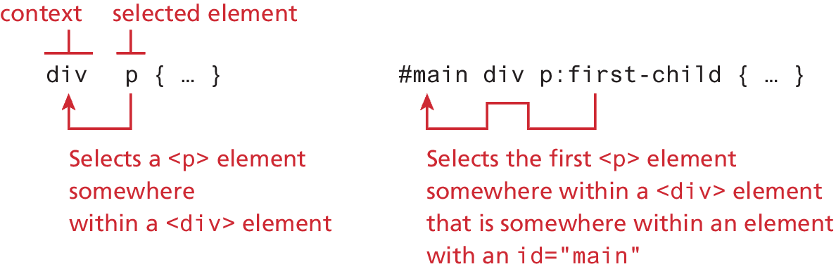 context selected element
div p { … }
Selects a <p> element
somewhere
within a <div> element
#main div p:first-child { … }
Selects the first <p> element
somewhere within a <div> element
that is somewhere within an element
with an id="main"